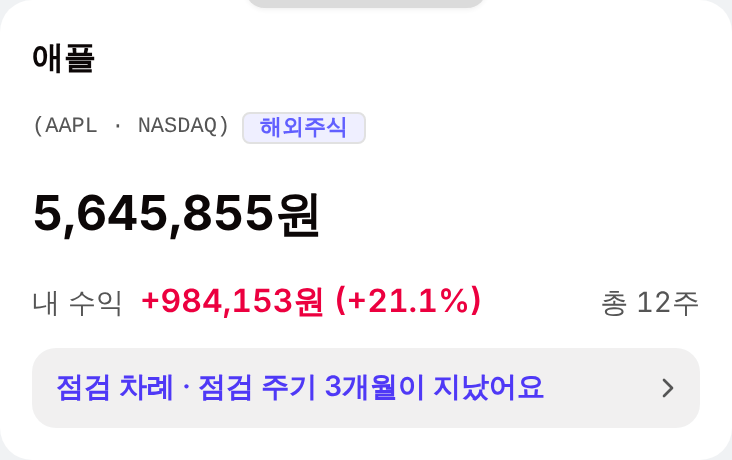 애플
(AAPL · NASDAQ) 해외주식
5,645,855원
내 수익 +984,153원 (+21.1%) 총 12주
점검 차례 · 점검 주기 3개월이 지났어요